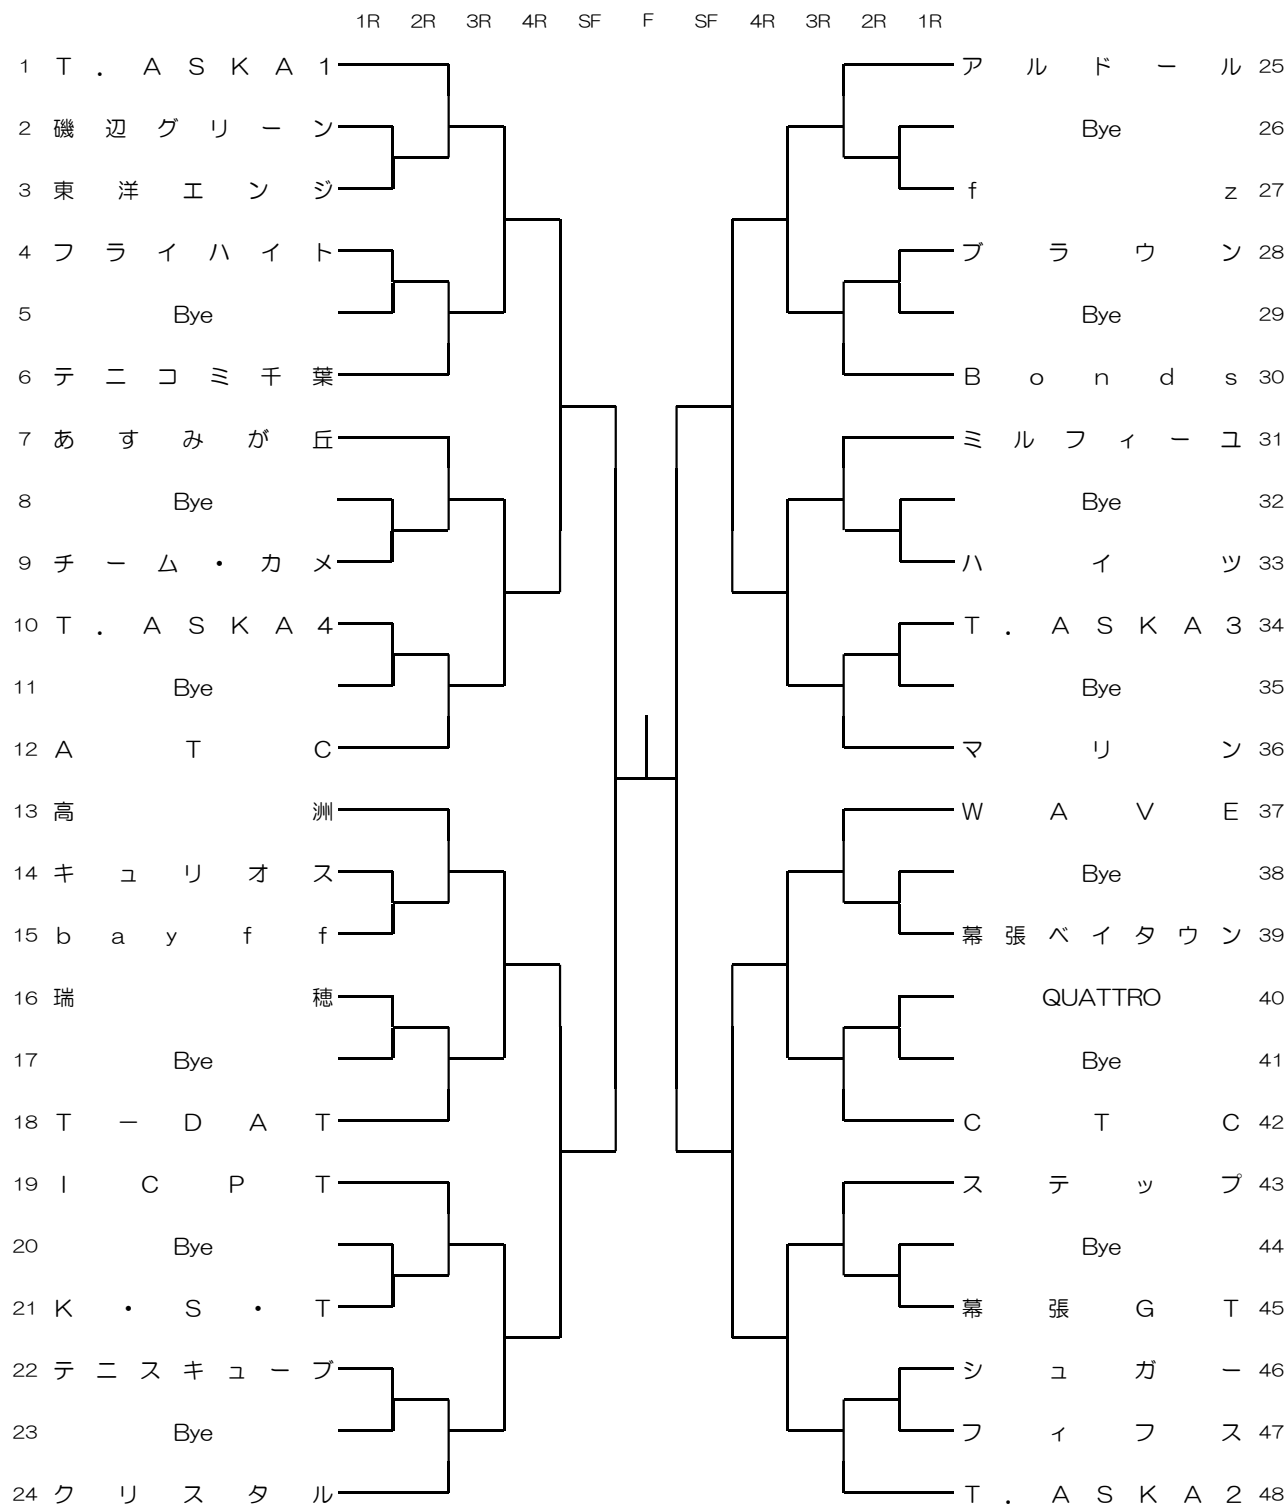 1R 2R 3R 4R SF F SF 4R 3R 2R 1R
1 T．ASKA1
2 磯辺グリーン
3 東洋エンジ
4 フライハイト
5 Bye
6 テニコミ千葉
7 あすみが丘
8 Bye
9 チーム・カメ
10 T．ASKA4
11 Bye
12 ATC
13 高洲
14 キュリオス
15 bayff
16 瑞穂
17 Bye
18 T－DAT
19 ICPT
20 Bye
21 K・S・T
22 テニスキューブ
23 Bye
24 クリスタル
アルドール 25
Bye 26
fz 27
ブラウン 28
Bye 29
Bonds 30
ミルフィーユ 31
Bye 32
ハイツ 33
T．ASKA3 34
Bye 35
マリン 36
WAVE 37
Bye 38
幕張ベイタウン 39
QUATTRO 40
Bye 41
CTC 42
ステップ 43
Bye 44
幕張GT 45
シュガー 46
フィフス 47
T．ASKA2 48